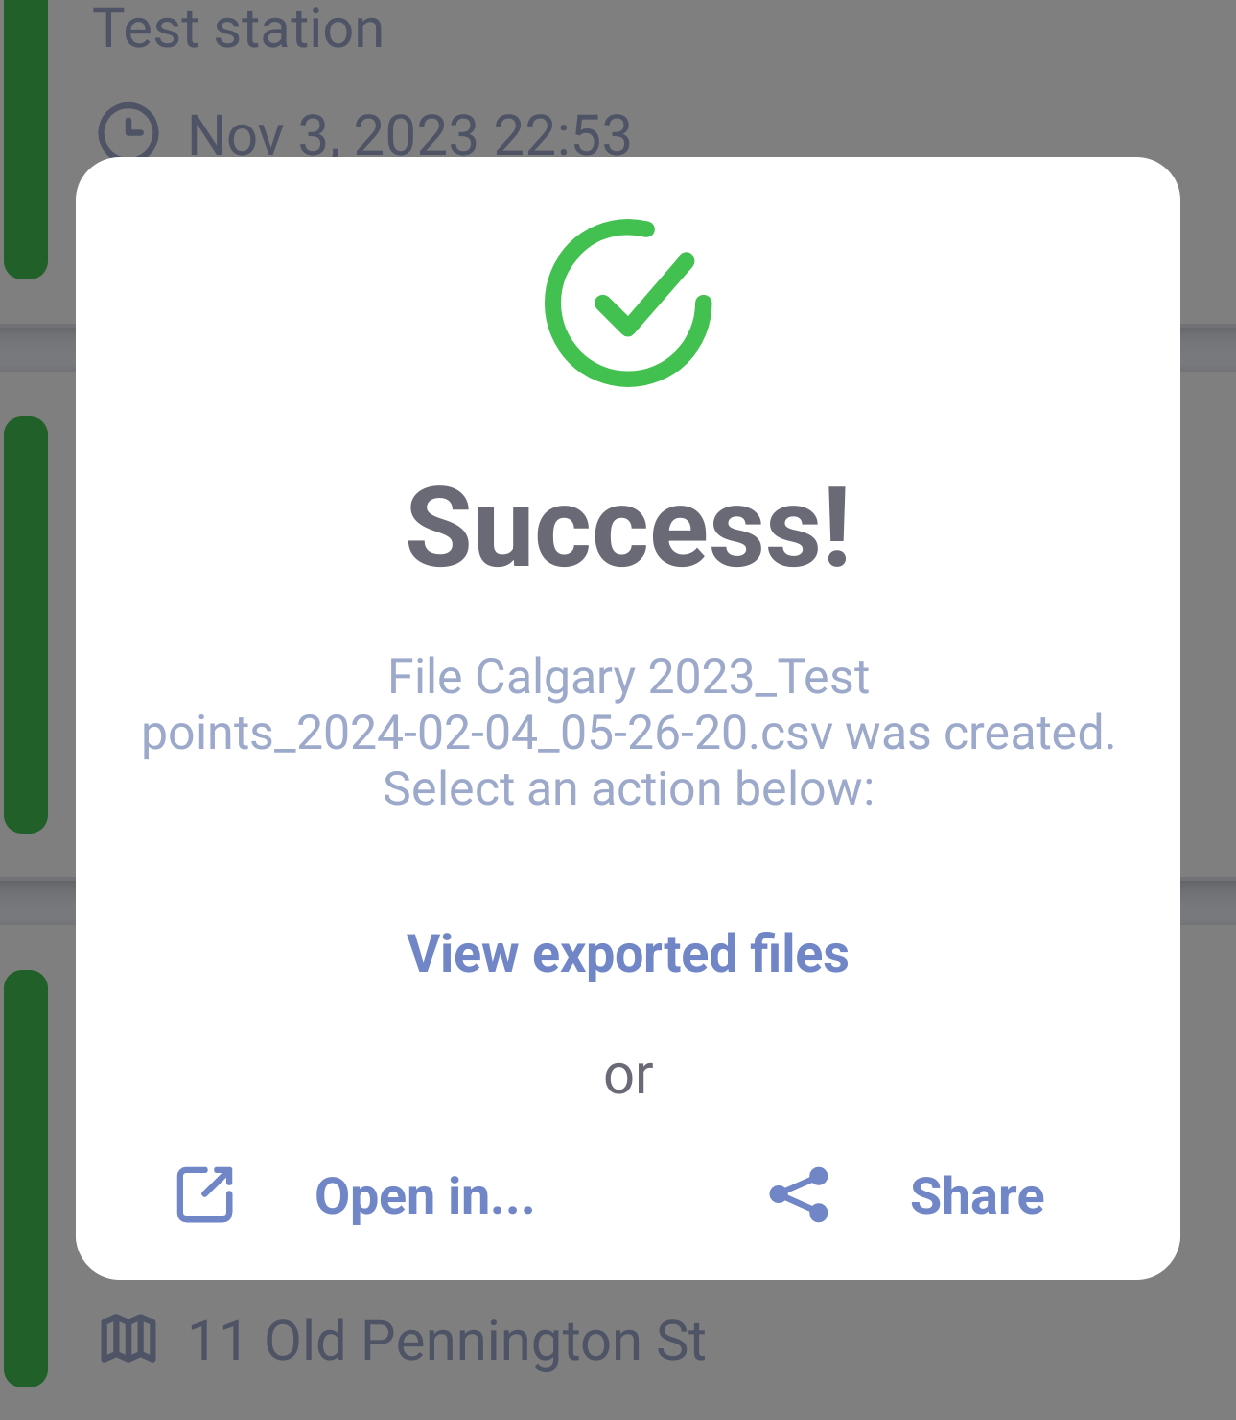 Test station
Nov 3, 2023 22:53
Success!
File Calgary 2023_Test
points_2024-02-04_05-26-20.csv was created.
Select an action below:
View exported files
or
Open in...
Share
11 Old Pennington St